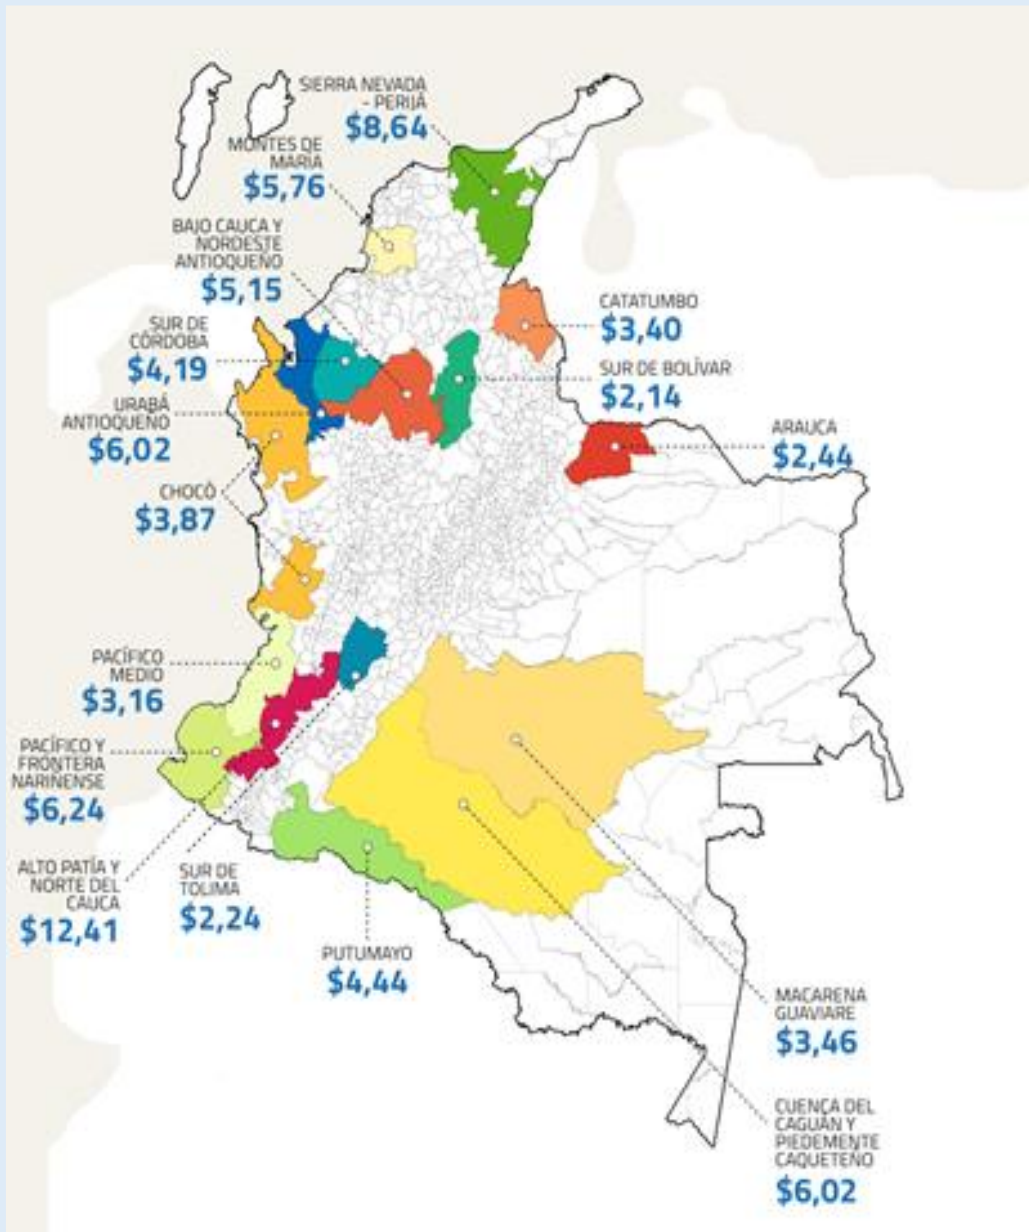 SIERRA NEVADA
- PERIJÁ
$8,64
MONTES DE
MARÍA
$5,76
BAJO CAUCA Y
NORDESTE
ANTIOQUEÑO
$5,15
SUR DE
CÓRDOBA
$4,19
URABÁ
ANTIOQUEÑO
$6,02
CHOCÓ
$3,87
CATATUMBO
$3,40
SUR DE BOLÍVAR
$2,14
ARAUCA
$2,44
PACÍFICO
MEDIO
$3,16
PACÍFICO Y
FRONTERA
NARIÑENSE
$6,24
ALTO PATÍA Y
NORTE DEL
CAUCA
$12,41
SUR DE
TOLIMA
$2,24
PUTUMAYO
$4,44
MACARENA
GUAVIARE
$3,46
CUENCA DEL
CAGUÁN Y
PIEDEMENTE
CAQUETEÑO
$6,02